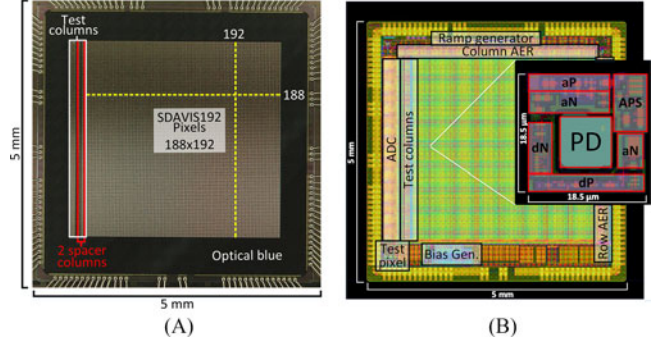 Test
columns
192
188
SDAVIS192
Pixels
188x192
2 spacer
columns
Optical blue
5 mm
5 mm
(A)
Ramp generator
Column AER
ADC
Test columns
Test
pixel
Bias Gen.
Row AER
5 mm
5 mm
aP
aN
APS
dN
PD
aN
dP
18.5 µm
18.5 µm
(B)